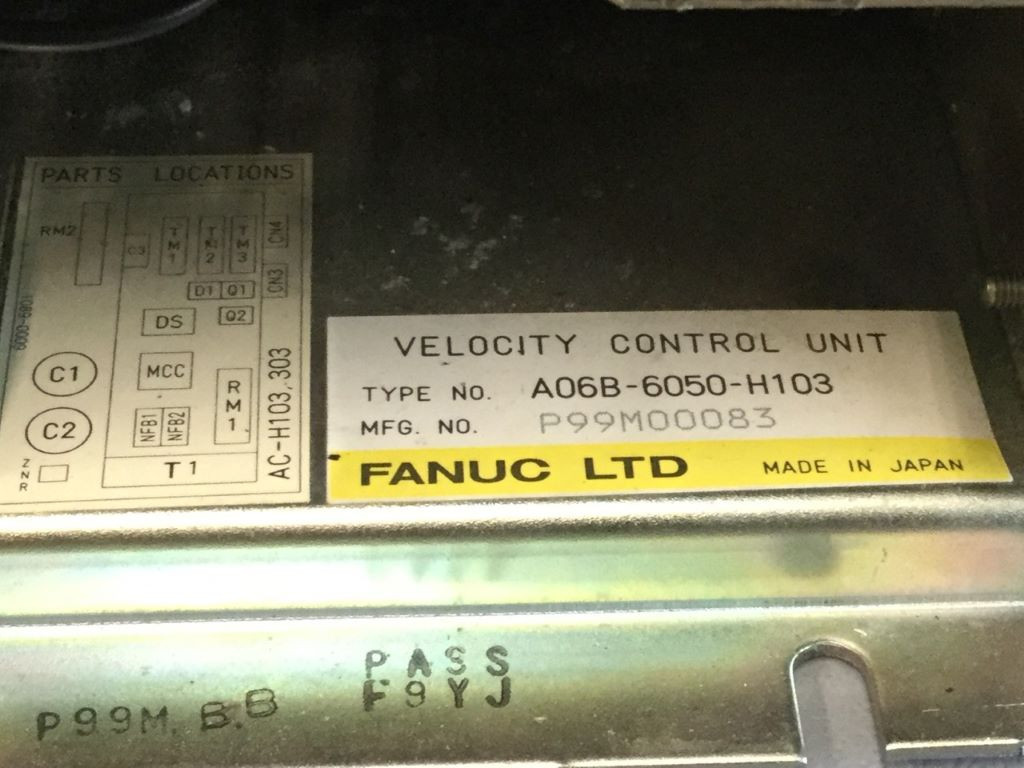 PARTS LOCATIONS
RM2
C3
TM1
TM2
TM3
CN4
CN3
D1 Q1
DS
Q2
C1
MCC
RM1
C2
NFB1
NFB2
ZNR
T1
AC-H103,303
VELOCITY CONTROL UNIT
TYPE NO. A06B-6050-H103
MFG. NO. P99M00083
FANUC LTD MADE IN JAPAN
PASS
F9YJ
P99M. B.B